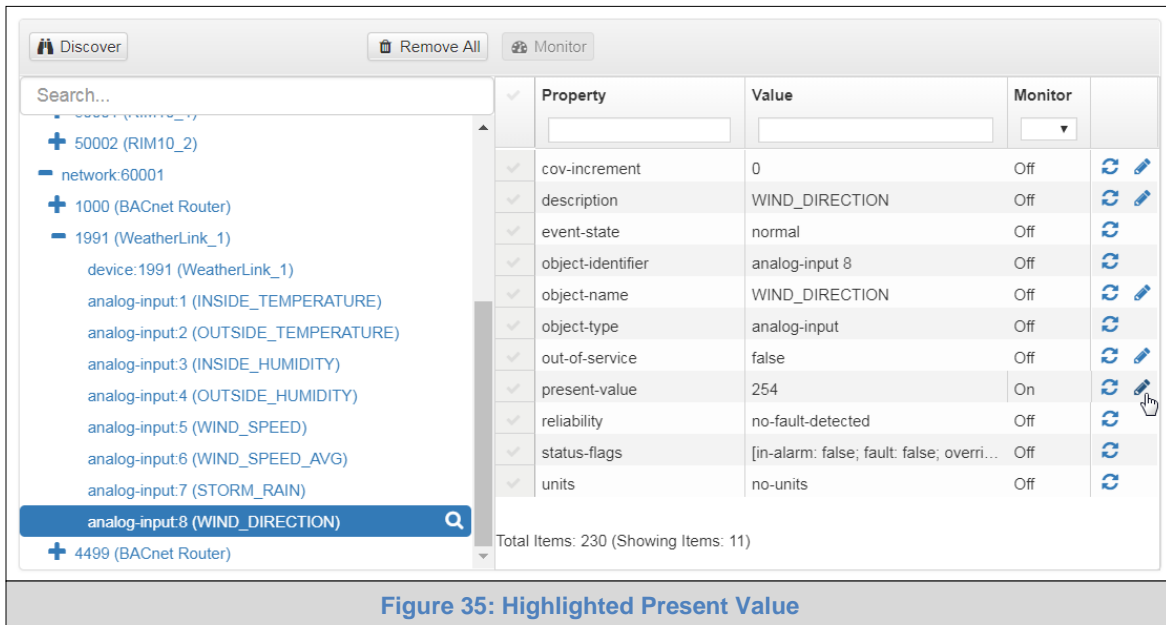 Discover
Remove All
Monitor
Search...
50002 (RIM10_2)
network:60001
1000 (BACnet Router)
1991 (WeatherLink_1)
device:1991 (WeatherLink_1)
analog-input:1 (INSIDE_TEMPERATURE)
analog-input:2 (OUTSIDE_TEMPERATURE)
analog-input:3 (INSIDE_HUMIDITY)
analog-input:4 (OUTSIDE_HUMIDITY)
analog-input:5 (WIND_SPEED)
analog-input:6 (WIND_SPEED_AVG)
analog-input:7 (STORM_RAIN)
analog-input:8 (WIND_DIRECTION)
4499 (BACnet Router)
Property Value Monitor
cov-increment 0 Off
description WIND_DIRECTION Off
event-state normal Off
object-identifier analog-input 8 Off
object-name WIND_DIRECTION Off
object-type analog-input Off
out-of-service false Off
present-value 254 On
reliability no-fault-detected Off
status-flags [in-alarm: false; fault: false; overri... Off
units no-units Off
Total Items: 230 (Showing Items: 11)
Figure 35: Highlighted Present Value